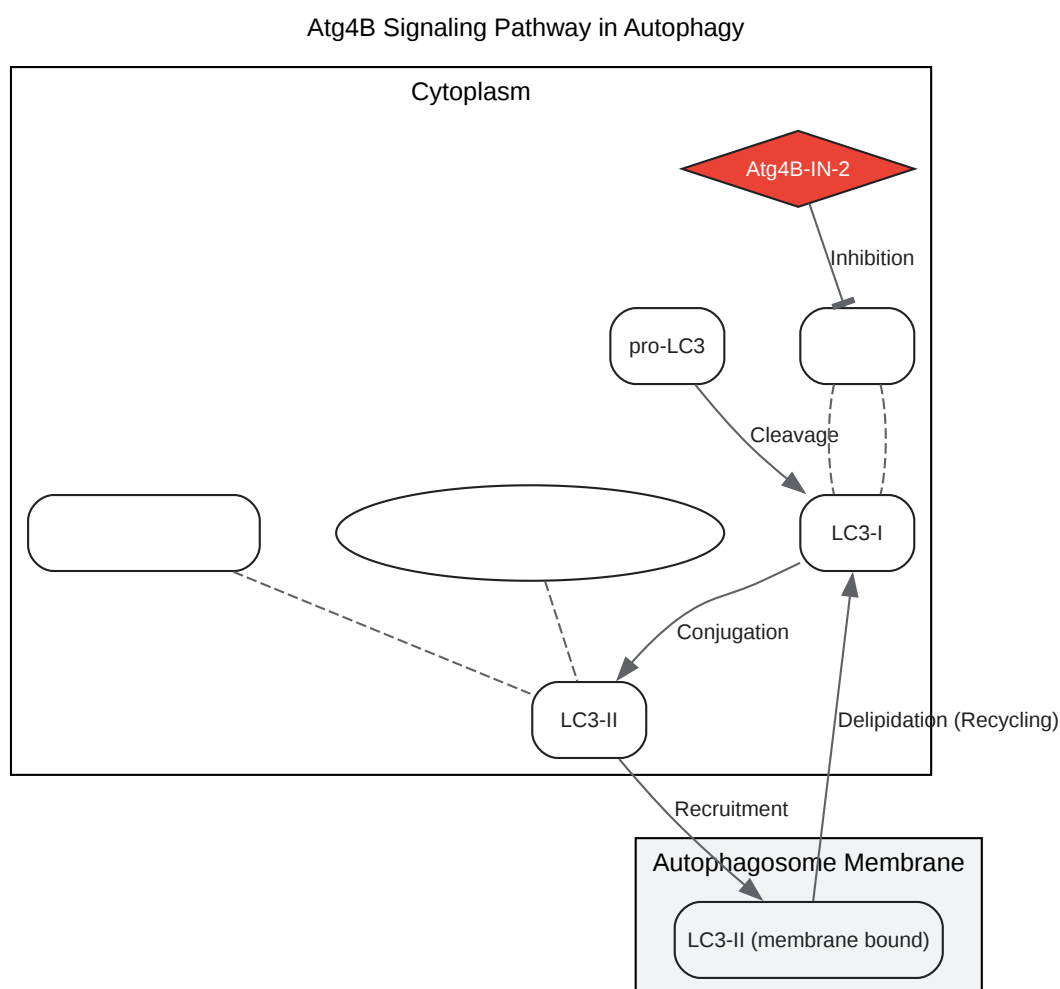 Atg4B Signaling Pathway in Autophagy
Cytoplasm
Atg4B-IN-2
Inhibition
pro-LC3
Cleavage
LC3-I
Conjugation
LC3-II
Delipidation (Recycling)
Recruitment
Autophagosome Membrane
LC3-II (membrane bound)